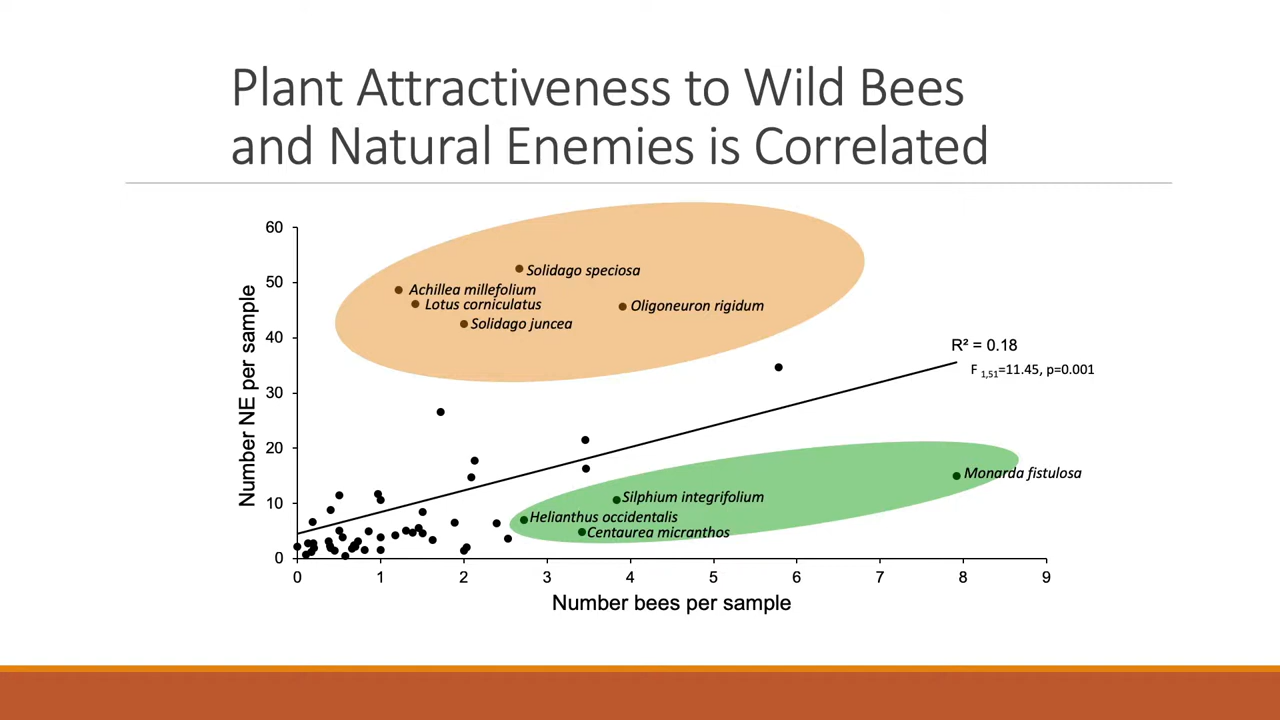 Plant Attractiveness to Wild Bees
and Natural Enemies is Correlated
Number NE per sample
60
50
40
30
20
10
0
Solidago speciosa
Achillea millefolium
Lotus corniculatus
Oligoneuron rigidum
Solidago juncea
R² = 0.18
F 1,51=11.45, p=0.001
Monarda fistulosa
Silphium integrifolium
Helianthus occidentalis
Centaurea micranthos
0 1 2 3 4 5 6 7 8 9
Number bees per sample